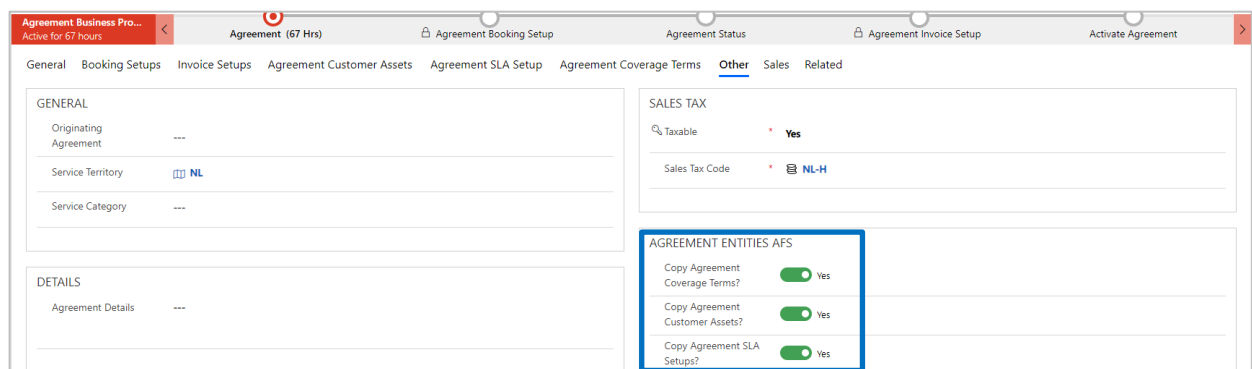 Agreement Business Pro...
Active for 67 hours
Agreement (67 Hrs)
Agreement Booking Setup
Agreement Status
Agreement Invoice Setup
Activate Agreement
General Booking Setups Invoice Setups Agreement Customer Assets Agreement SLA Setup Agreement Coverage Terms Other Sales Related
GENERAL
Originating
Agreement
---
Service Territory
NL
Service Category
---
DETAILS
Agreement Details
---
SALES TAX
Taxable
* Yes
Sales Tax Code
* NL-H
AGREEMENT ENTITIES AFS
Copy Agreement
Coverage Terms?
Yes
Copy Agreement
Customer Assets?
Yes
Copy Agreement SLA
Setups?
Yes